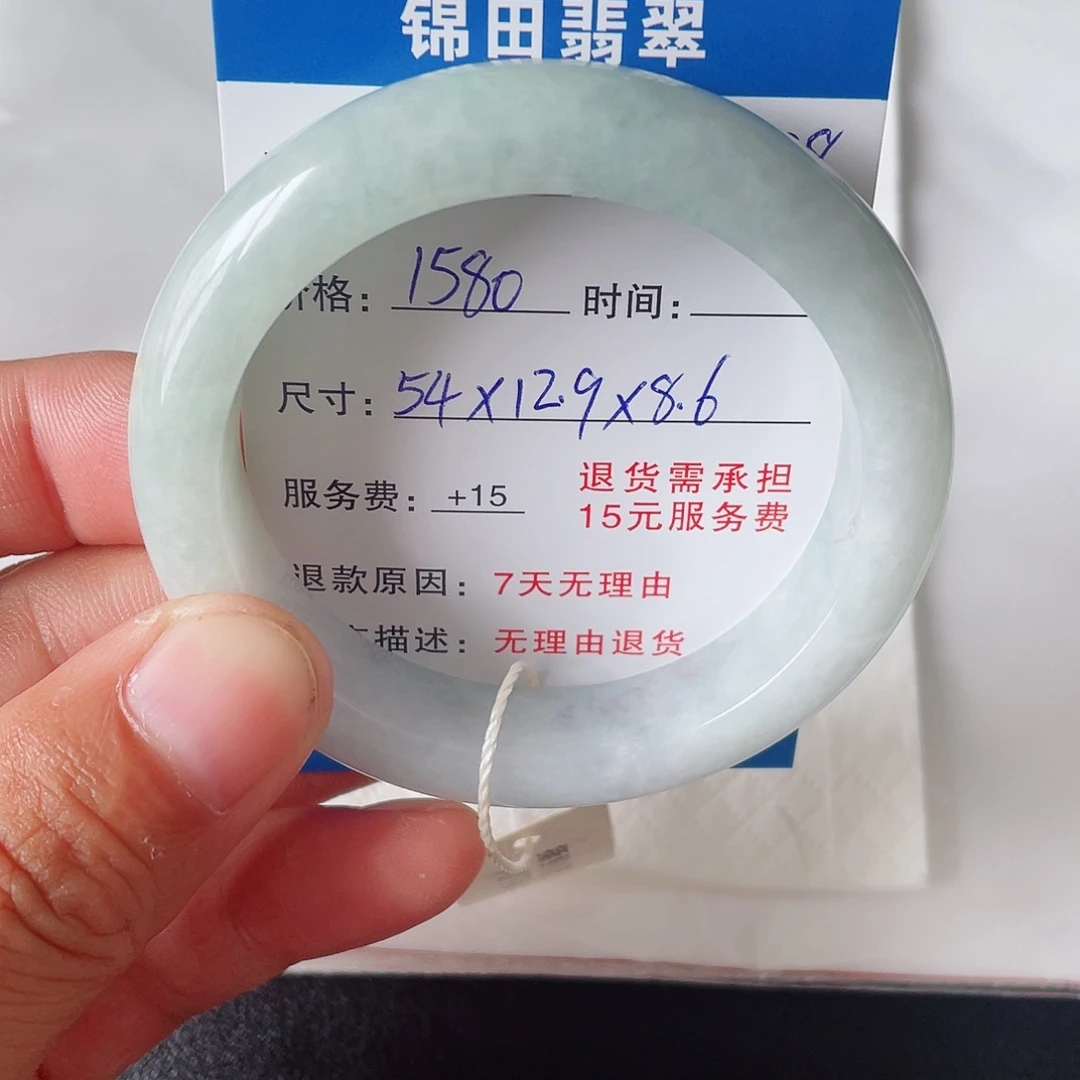 锦田翡翠
价格： 1580 时间：
尺寸： 54x12.9x8.6
服务费： +15 退货需承担
15元服务费
退款原因： 7天无理由
描述： 无理由退货